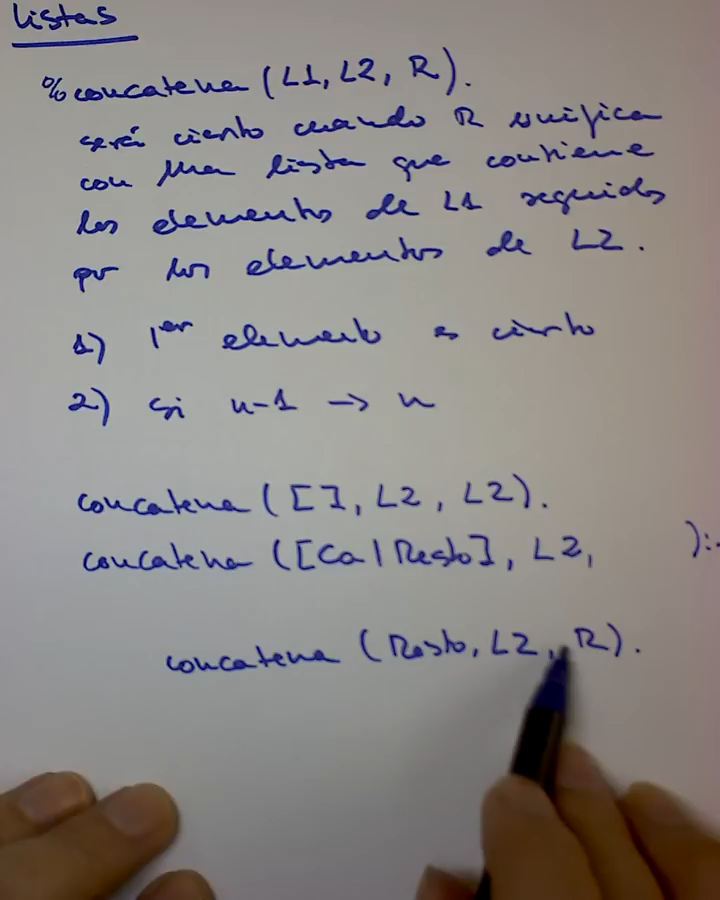 listas
%concatena (L1, L2, R).
será cierto cuando R unifica
con una lista que contiene
los elementos de L1 seguidos
por los elementos de L2.
1) 1er elemento es cierto
2) Si n-1 -> n
concatena ([], L2, L2).
concatena ([Ca|Resto], L2, ):-
concatena (Resto, L2, R).